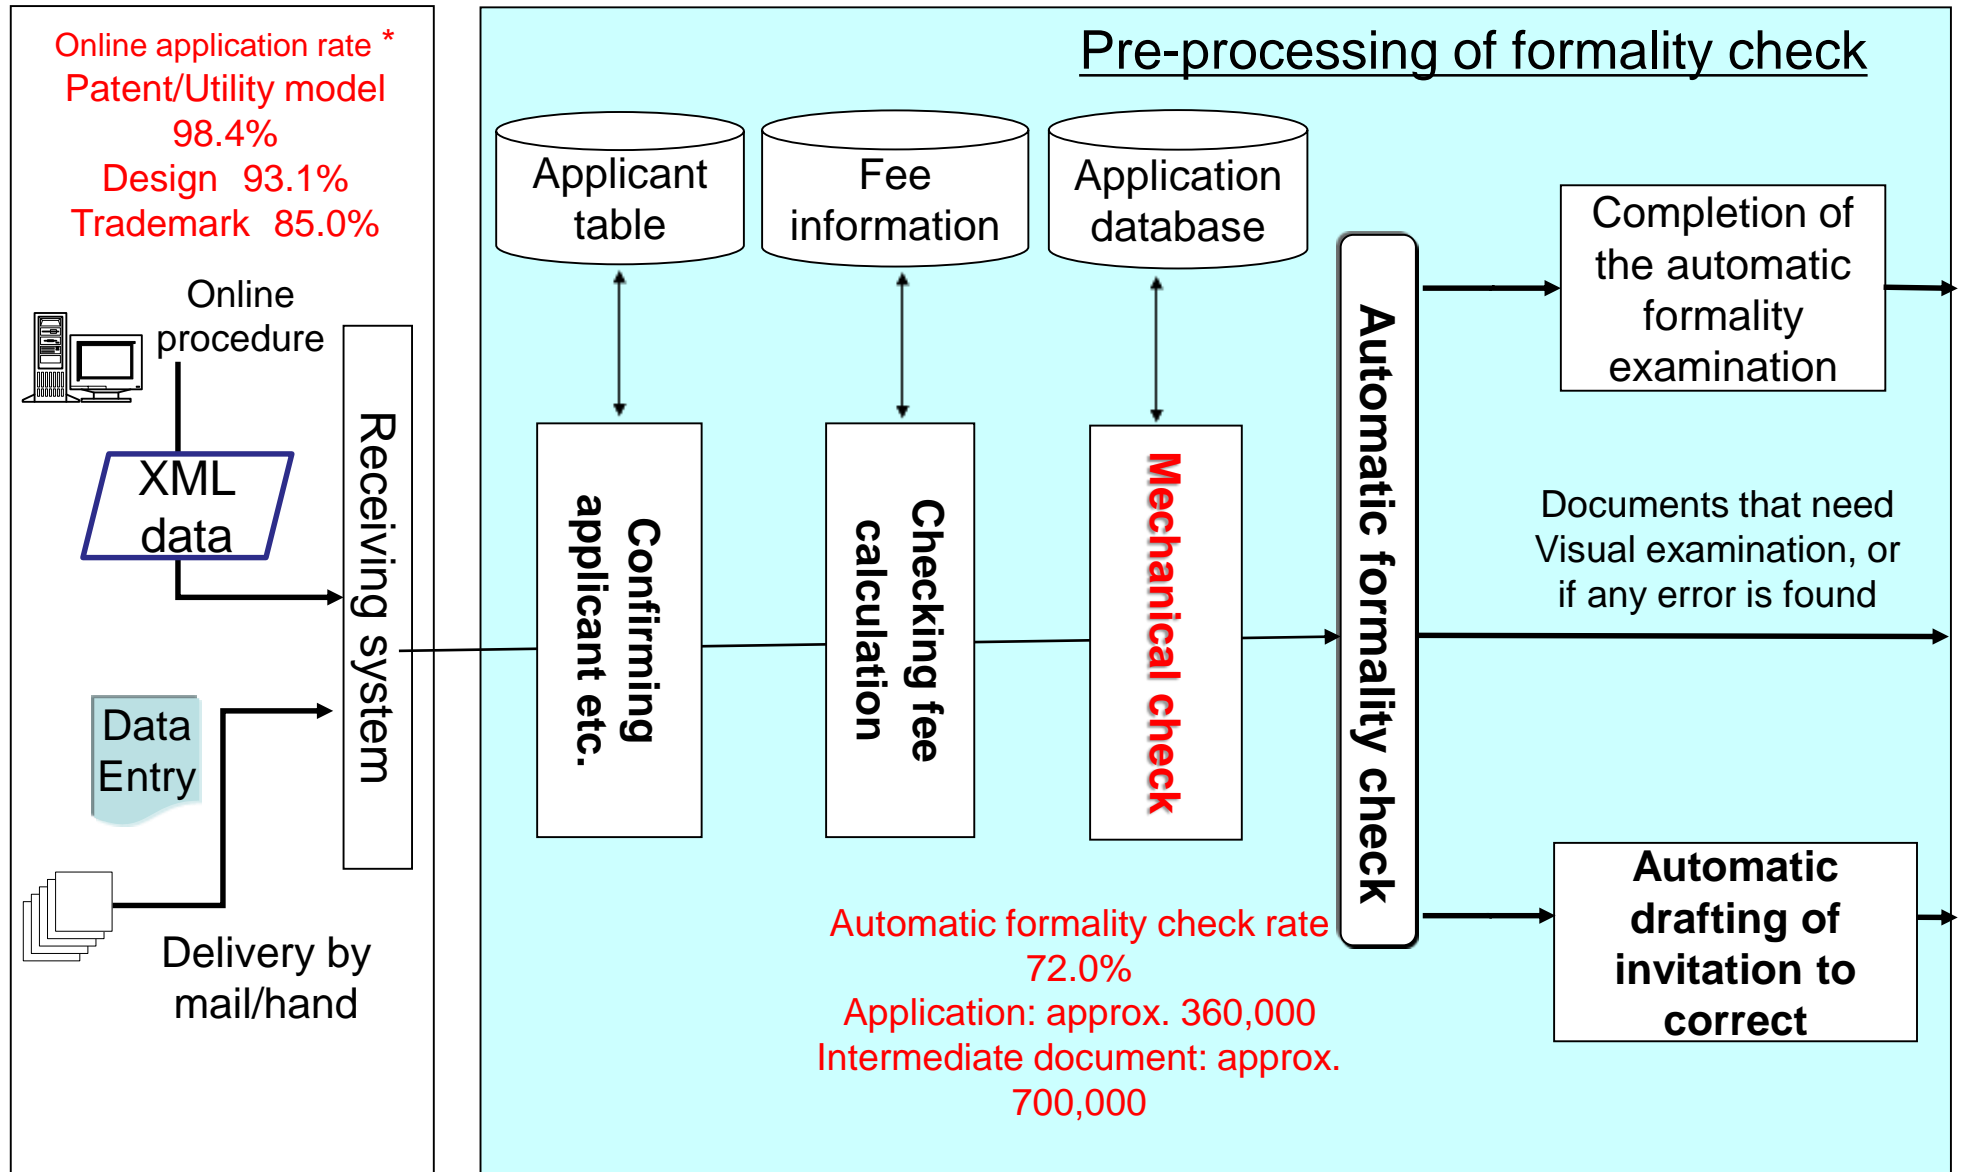 Online application rate *
Patent/Utility model
98.4%
Design 93.1%
Trademark 85.0%
Online
procedure
XML
data
Data
Entry
Delivery by
mail/hand
Receiving system
Pre-processing of formality check
Applicant
table
Fee
information
Application
database
Confirming
applicant etc.
Checking fee
calculation
Mechanical check
Automatic formality check
Automatic formality check rate
72.0%
Application: approx. 360,000
Intermediate document: approx.
700,000
Completion of
the automatic
formality
examination
Documents that need
Visual examination, or
if any error is found
Automatic
drafting of
invitation to
correct